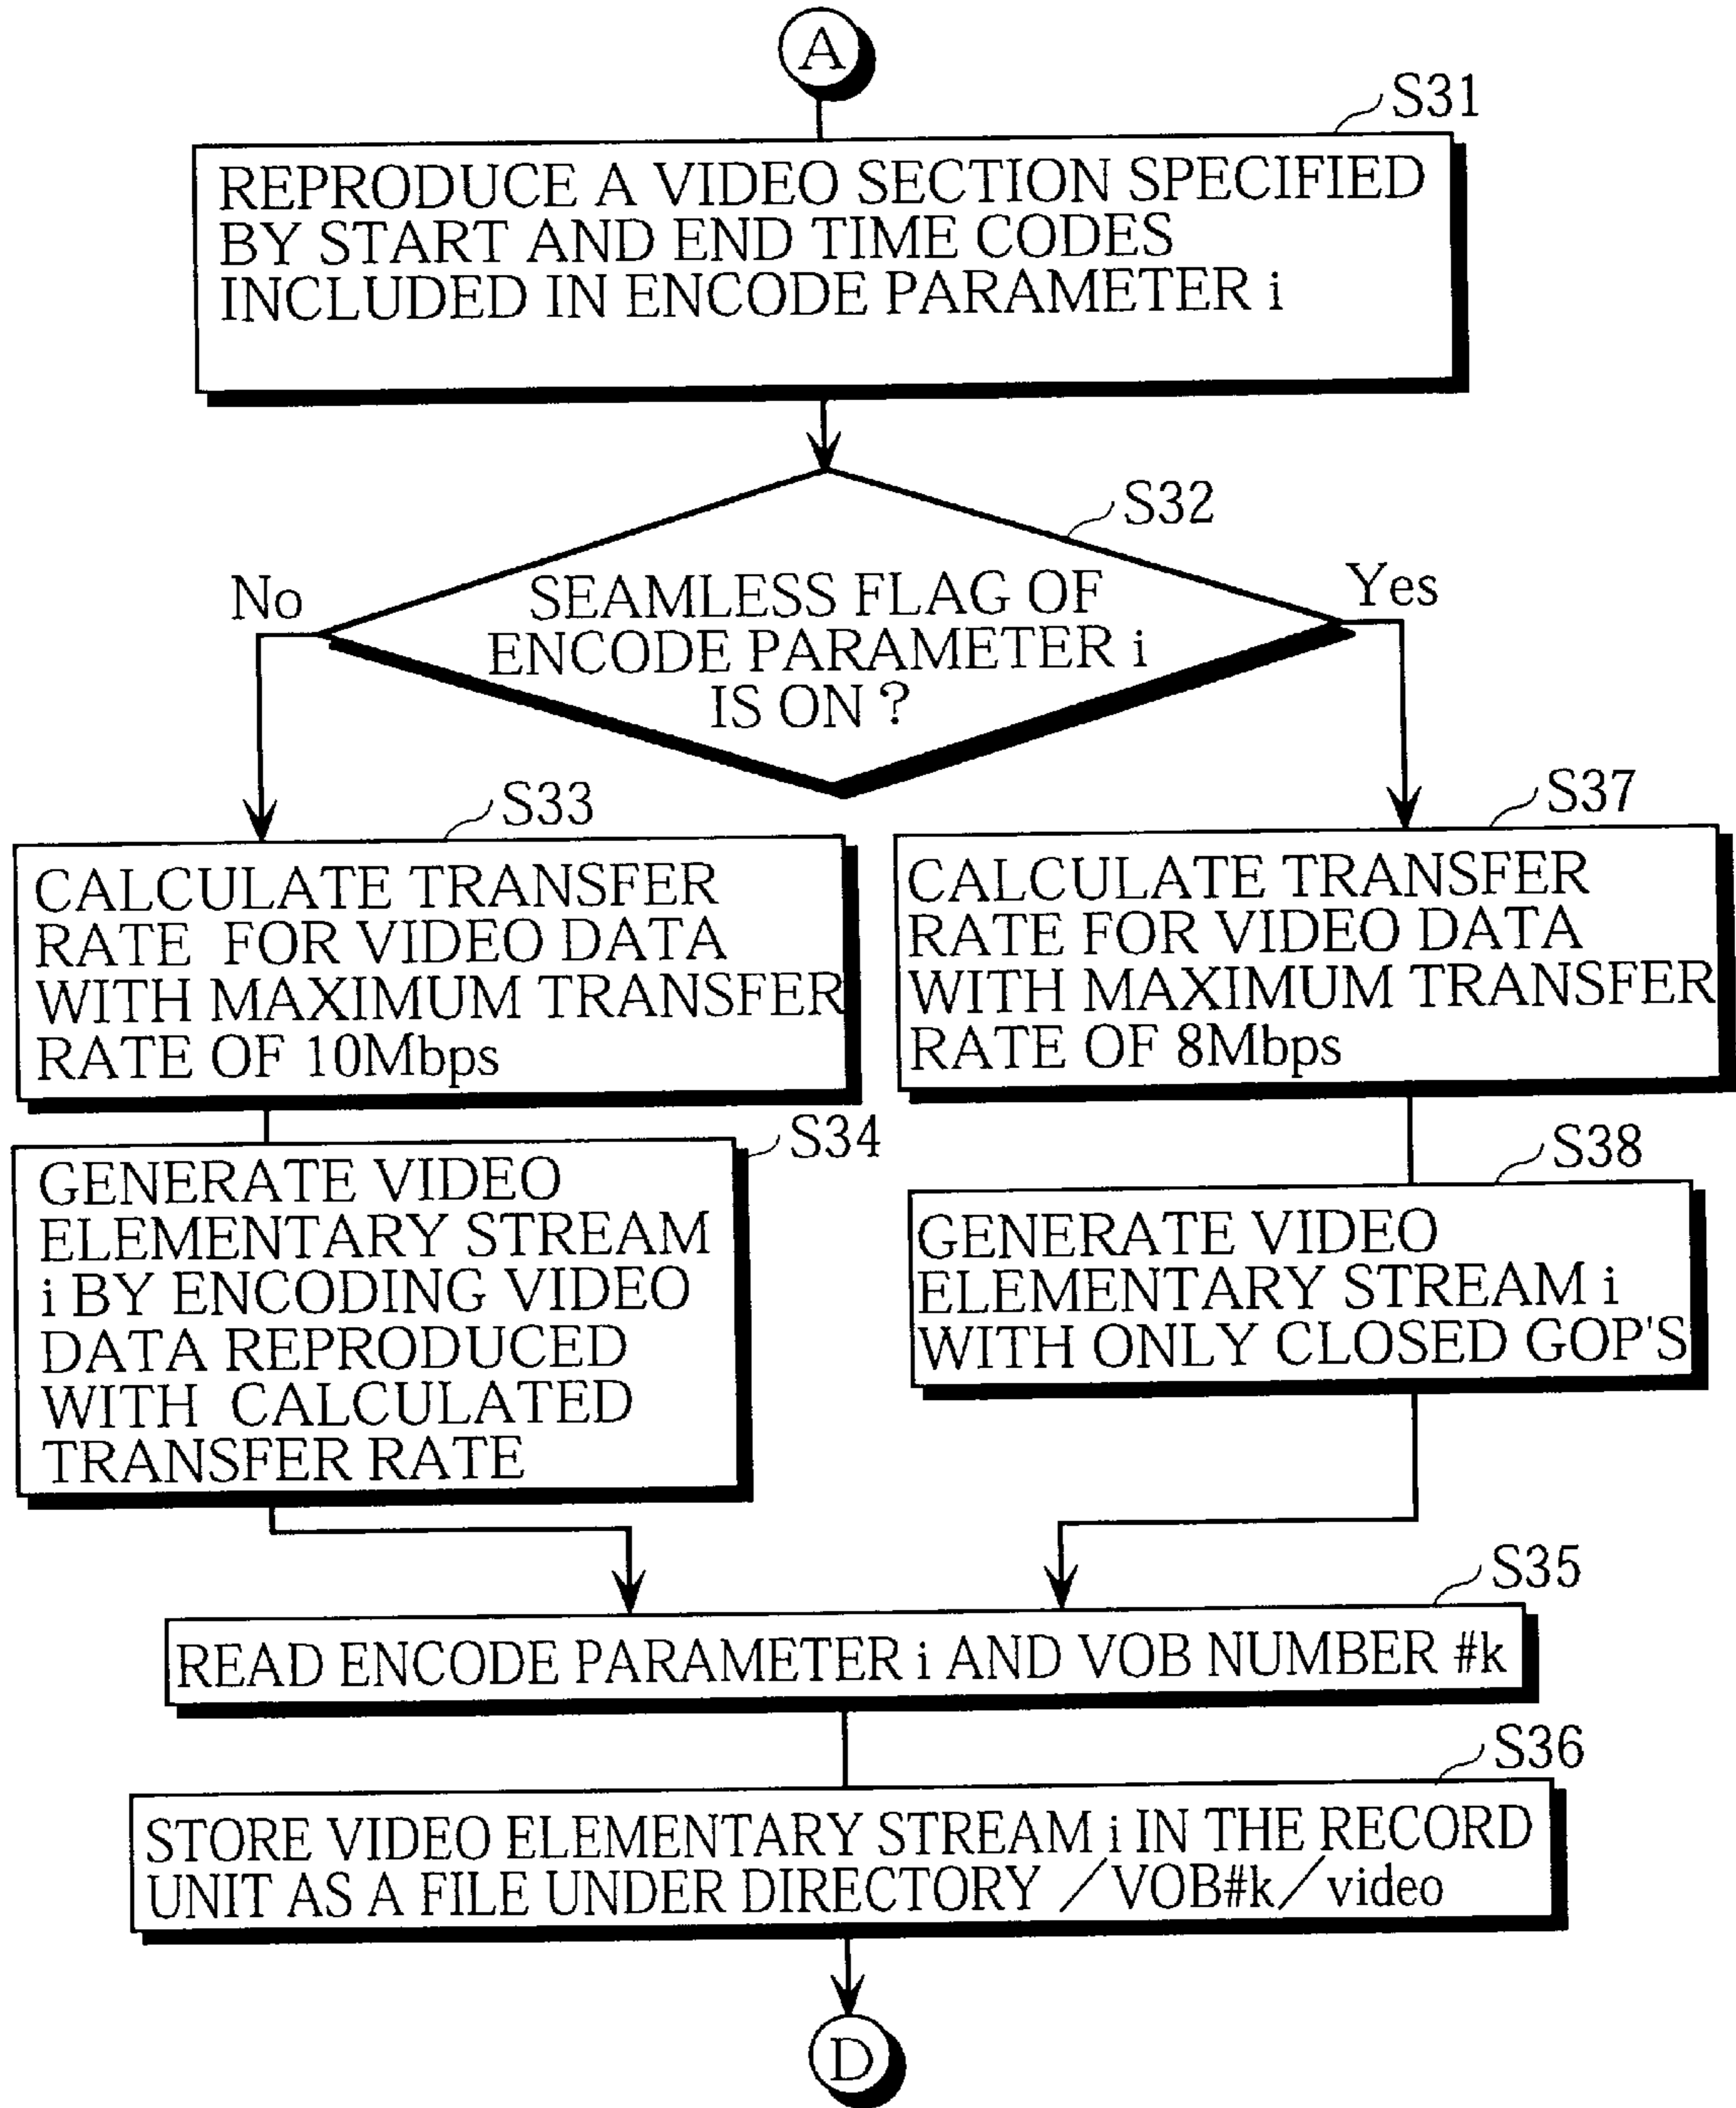 A
S31
REPRODUCE A VIDEO SECTION SPECIFIED
BY START AND END TIME CODES
INCLUDED IN ENCODE PARAMETER i
S32
No
Yes
SEAMLESS FLAG OF
ENCODE PARAMETER i
IS ON ?
S33
CALCULATE TRANSFER
RATE FOR VIDEO DATA
WITH MAXIMUM TRANSFER
RATE OF 10Mbps
S37
CALCULATE TRANSFER
RATE FOR VIDEO DATA
WITH MAXIMUM TRANSFER
RATE OF 8Mbps
S34
GENERATE VIDEO
ELEMENTARY STREAM
i BY ENCODING VIDEO
DATA REPRODUCED
WITH CALCULATED
TRANSFER RATE
S38
GENERATE VIDEO
ELEMENTARY STREAM i
WITH ONLY CLOSED GOP'S
S35
READ ENCODE PARAMETER i AND VOB NUMBER #k
S36
STORE VIDEO ELEMENTARY STREAM i IN THE RECORD
UNIT AS A FILE UNDER DIRECTORY /VOB#k/video
D